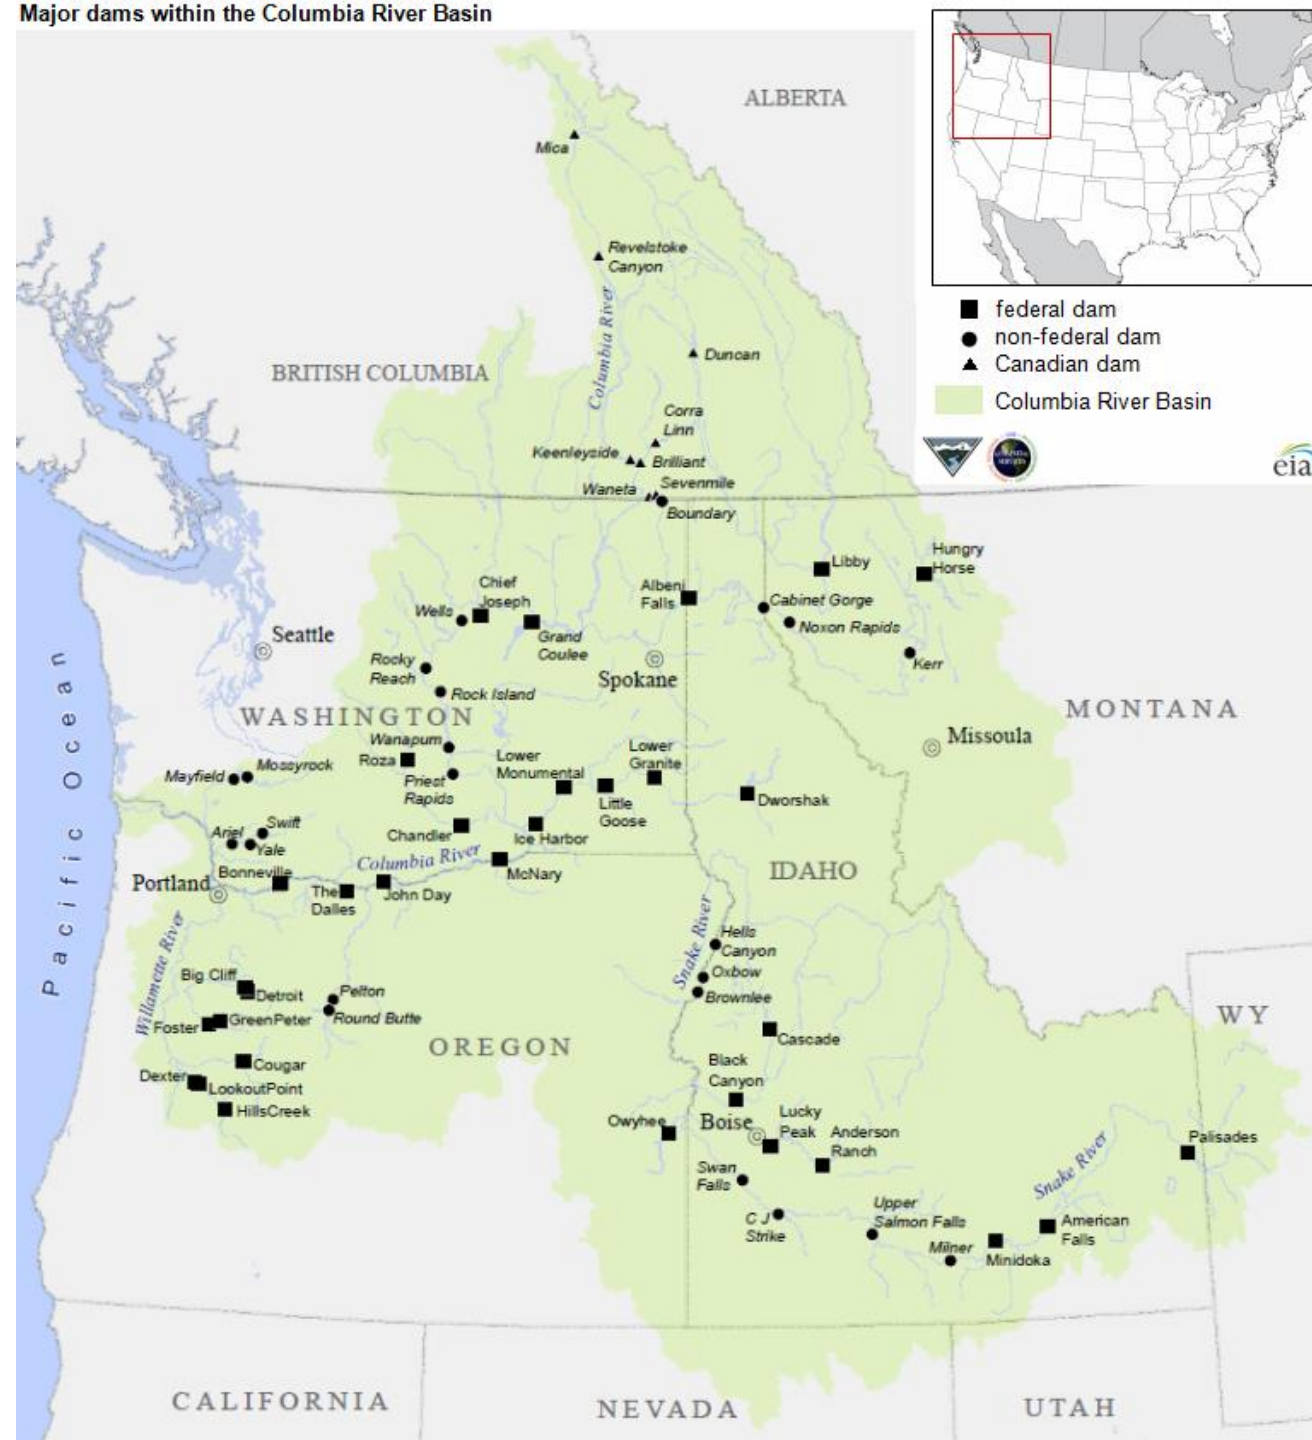 Major dams within the Columbia River Basin
ALBERTA
Mica
Revelstoke
Canyon
Columbia River
federal dam
non-federal dam
Canadian dam
Columbia River Basin
eia
Duncan
BRITISH COLUMBIA
Corra
Linn
Keenleyside
Brilliant
Sevenmile
Waneta
Boundary
Hungry
Horse
Libby
Chief
Joseph
Albeni
Falls
Wells
Cabinet Gorge
Noxon Rapids
Grand
Coulee
Seattle
Rocky
Reach
Spokane
Kerr
Rock Island
WASHINGTON
MONTANA
Missoula
Wanapum
Roza
Lower
Monumental
Lower
Granite
Mossyrock
Mayfield
Priest
Rapids
Little
Goose
Dworshak
Swift
Ariel
Yale
Chandler
Ice Harbor
Columbia River
IDAHO
Bonneville
McNary
Portland
The
Dalles
John Day
Pacific Ocean
Willamette River
Snake River
Hells
Canyon
Oxbow
Brownlee
Big Cliff
Detroit
Pelton
Round Butte
Foster
GreenPeter
WY
OREGON
Cascade
Cougar
Black
Canyon
Dexter
LookoutPoint
HillsCreek
Owyhee
Boise
Lucky
Peak
Anderson
Ranch
Palisades
Snake River
Swan
Falls
C J
Strike
Upper
Salmon Falls
American
Falls
Milner
Minidoka
CALIFORNIA
NEVADA
UTAH